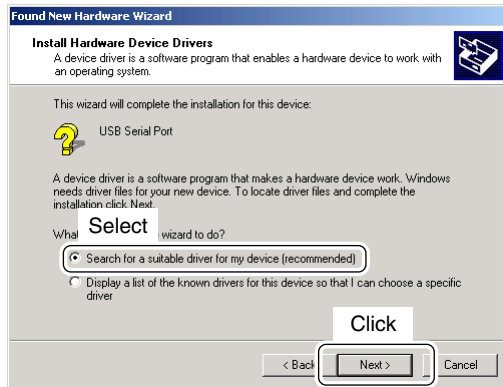 Found New Hardware Wizard
Install Hardware Device Drivers
A device driver is a software program that enables a hardware device to work with
an operating system.
This wizard will complete the installation for this device:
USB Serial Port
A device driver is a software program that makes a hardware device work. Windows
needs driver files for your new device. To locate driver files and complete the
installation click Next.
Select
What wizard to do?
Search for a suitable driver for my device (recommended)
Display a list of the known drivers for this device so that I can choose a specific
driver
Click
< Back Next > Cancel